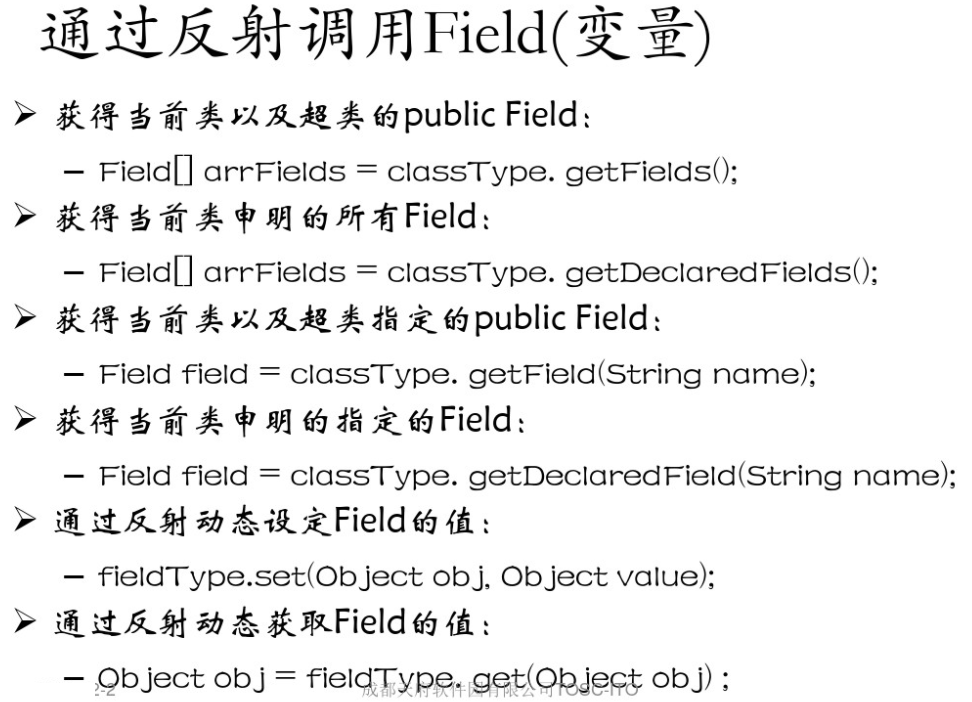 通过反射调用Field(变量)
➢ 获得当前类以及超类的public Field：
– Field[] arrFields = classType. getFields();
➢ 获得当前类申明的所有Field：
– Field[] arrFields = classType. getDeclaredFields();
➢ 获得当前类以及超类指定的public Field：
– Field field = classType. getField(String name);
➢ 获得当前类申明的指定的Field：
– Field field = classType. getDeclaredField(String name);
➢ 通过反射动态设定Field的值：
– fieldType.set(Object obj, Object value);
➢ 通过反射动态获取Field的值：
– Object obj = fieldType. get(Object obj) ;
2-2
成都天府软件园有限公司TOSC-ITO